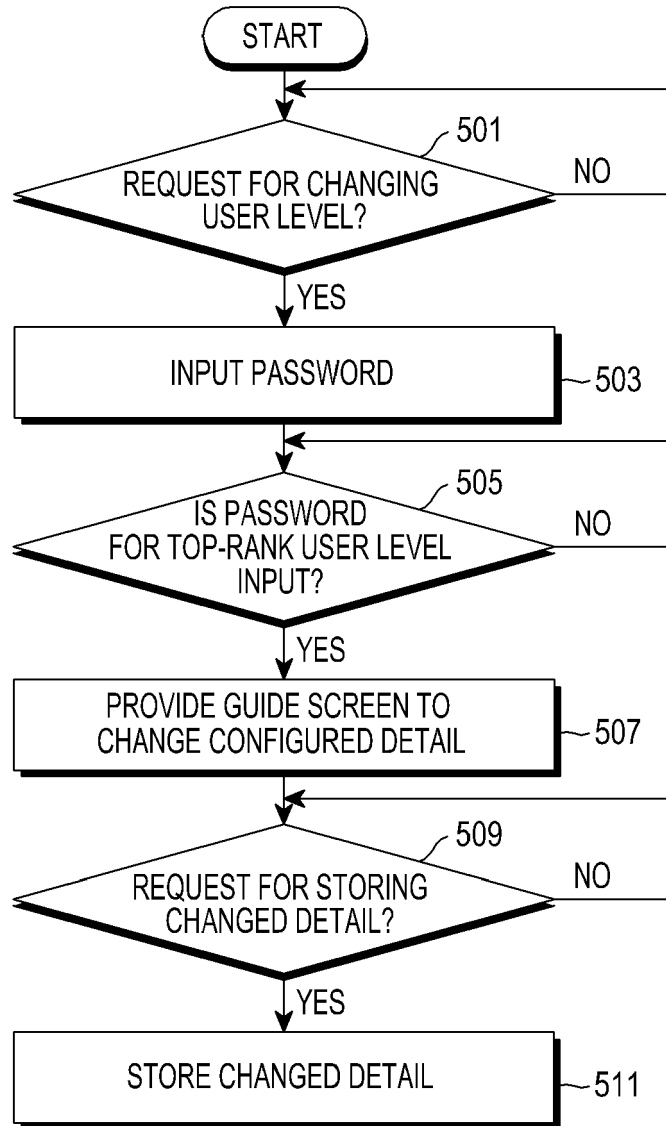 START
501
REQUEST FOR CHANGING
USER LEVEL?
NO
YES
INPUT PASSWORD
503
505
IS PASSWORD
FOR TOP-RANK USER LEVEL
INPUT?
NO
YES
PROVIDE GUIDE SCREEN TO
CHANGE CONFIGURED DETAIL
507
509
REQUEST FOR STORING
CHANGED DETAIL?
NO
YES
STORE CHANGED DETAIL
511